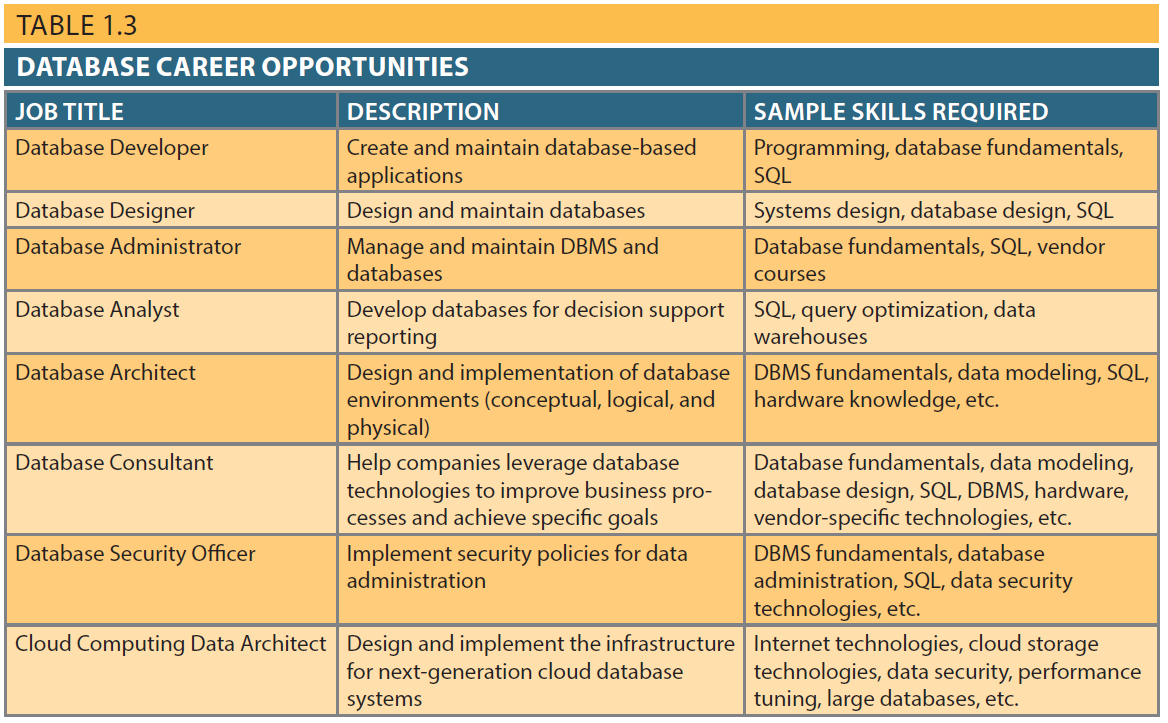 TABLE 1.3
DATABASE CAREER OPPORTUNITIES
JOB TITLE DESCRIPTION SAMPLE SKILLS REQUIRED
Database Developer Create and maintain database-based Programming, database fundamentals,
applications SQL
Database Designer Design and maintain databases Systems design, database design, SQL
Database Administrator Manage and maintain DBMS and Database fundamentals, SQL, vendor
databases courses
Database Analyst Develop databases for decision support SQL, query optimization, data
reporting warehouses
Database Architect Design and implementation of database DBMS fundamentals, data modeling, SQL,
environments (conceptual, logical, and hardware knowledge, etc.
physical)
Database Consultant Help companies leverage database Database fundamentals, data modeling,
technologies to improve business pro- database design, SQL, DBMS, hardware,
cesses and achieve specific goals vendor-specific technologies, etc.
Database Security Officer Implement security policies for data DBMS fundamentals, database
administration administration, SQL, data security
technologies, etc.
Cloud Computing Data Architect Design and implement the infrastructure Internet technologies, cloud storage
for next-generation cloud database technologies, data security, performance
systems tuning, large databases, etc.